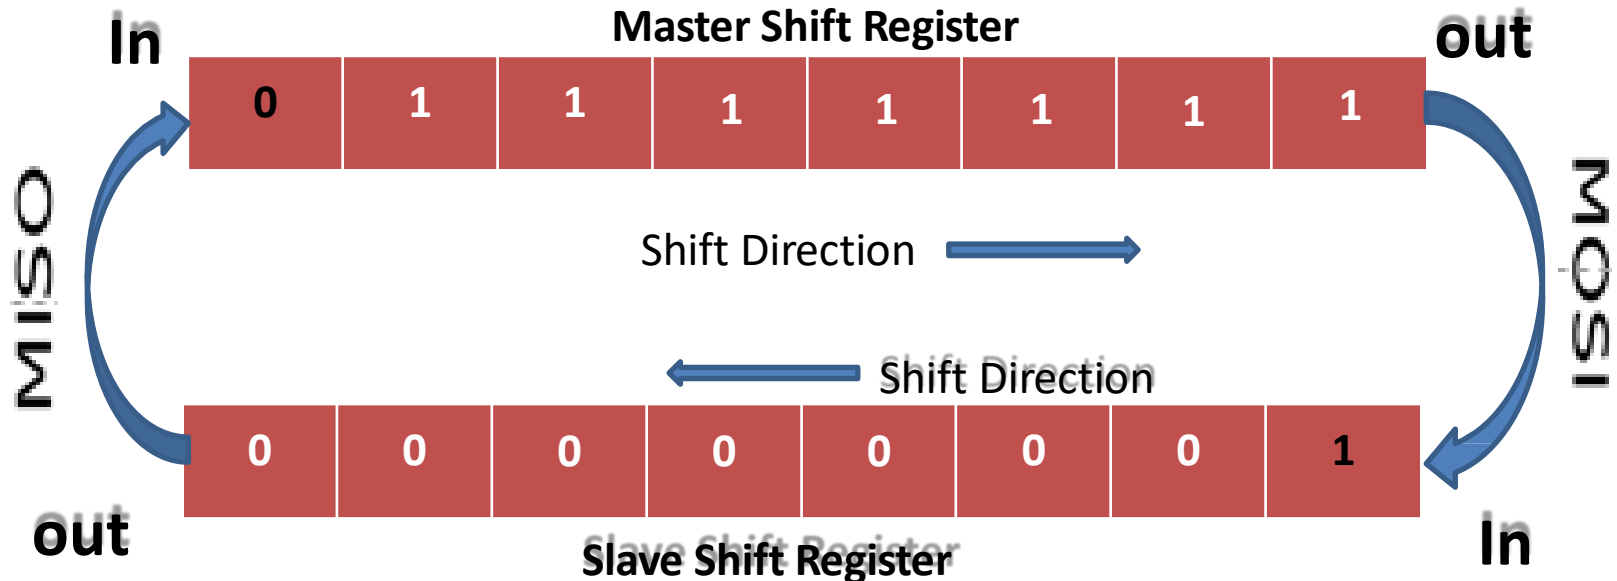 Master Shift Register
In
out
0 1 1 1 1 1 1 1
MISO
MOSI
Shift Direction
Shift Direction
0 0 0 0 0 0 0 1
out
In
Slave Shift Register